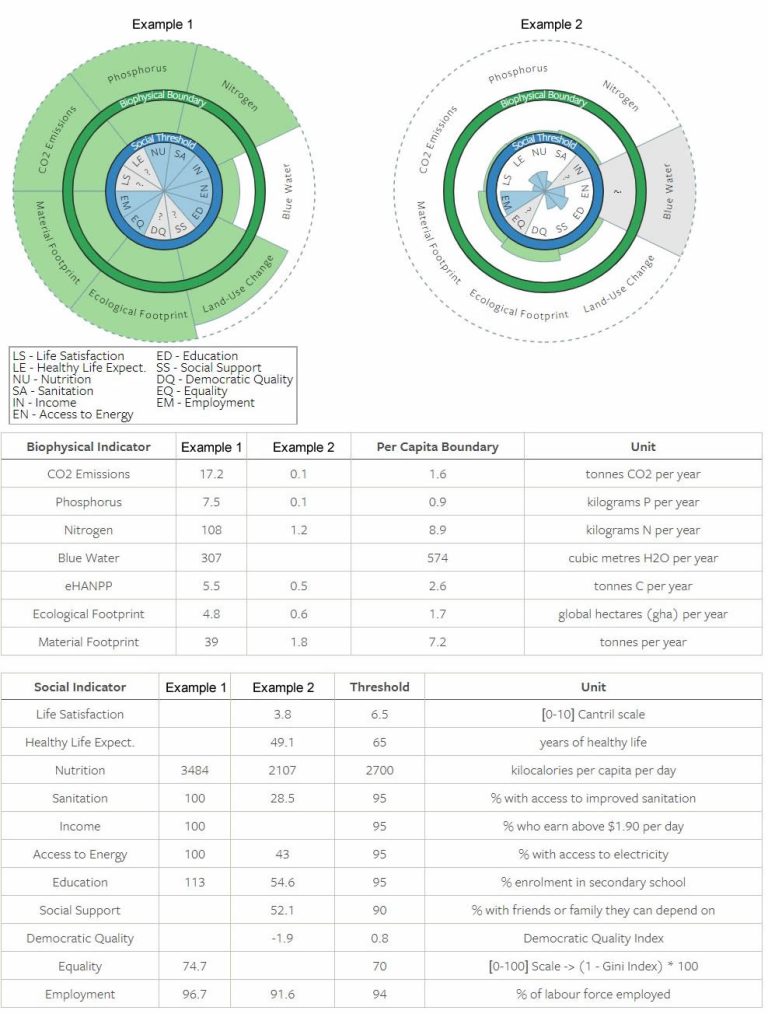 Example 1
Example 2
Phosphorus
Nitrogen
CO2 Emissions
Biophysical Boundary
Social Threshold
LS
LE
NU
SA
IN
EN
ED
SS
DQ
EQ
EM
?
?
?
?
Blue Water
Material Footprint
Ecological Footprint
Land-Use Change
Phosphorus
Nitrogen
CO2 Emissions
Biophysical Boundary
Social Threshold
LS
LE
NU
SA
IN
EN
ED
SS
DQ
EQ
EM
?
?
?
Blue Water
Material Footprint
Ecological Footprint
Land-Use Change
LS - Life Satisfaction ED - Education
LE - Healthy Life Expect. SS - Social Support
NU - Nutrition DQ - Democratic Quality
SA - Sanitation EQ - Equality
IN - Income EM - Employment
EN - Access to Energy
Biophysical Indicator Example 1 Example 2 Per Capita Boundary Unit
CO2 Emissions 17.2 0.1 1.6 tonnes CO2 per year
Phosphorus 7.5 0.1 0.9 kilograms P per year
Nitrogen 108 1.2 8.9 kilograms N per year
Blue Water 307 574 cubic metres H2O per year
eHANPP 5.5 0.5 2.6 tonnes C per year
Ecological Footprint 4.8 0.6 1.7 global hectares (gha) per year
Material Footprint 39 1.8 7.2 tonnes per year
Social Indicator Example 1 Example 2 Threshold Unit
Life Satisfaction 3.8 6.5 [0-10] Cantril scale
Healthy Life Expect. 49.1 65 years of healthy life
Nutrition 3484 2107 2700 kilocalories per capita per day
Sanitation 100 28.5 95 % with access to improved sanitation
Income 100 95 % who earn above $1.90 per day
Access to Energy 100 43 95 % with access to electricity
Education 113 54.6 95 % enrolment in secondary school
Social Support 52.1 90 % with friends or family they can depend on
Democratic Quality -1.9 0.8 Democratic Quality Index
Equality 74.7 70 [0-100] Scale -> (1 - Gini Index) * 100
Employment 96.7 91.6 94 % of labour force employed